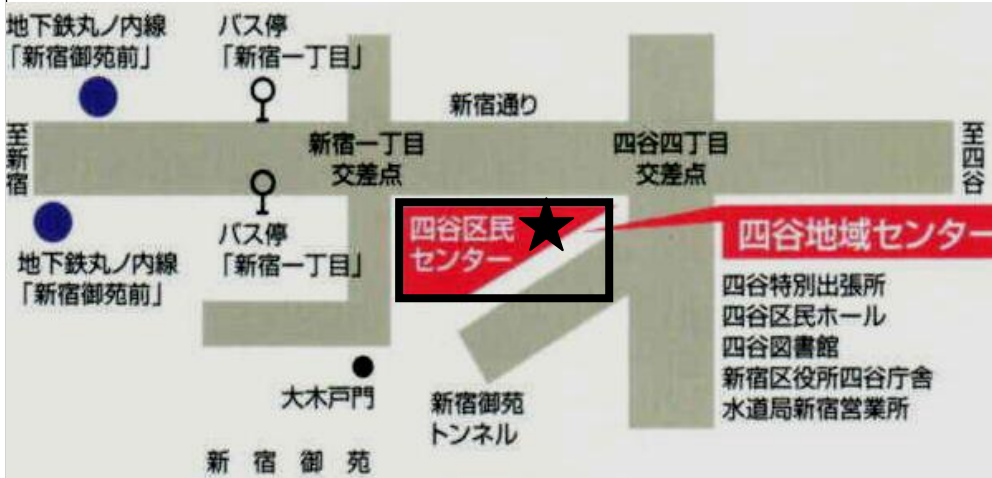 地下鉄丸ノ内線
「新宿御苑前」
バス停
「新宿一丁目」
新宿通り
至新宿
新宿一丁目
交差点
四谷四丁目
交差点
至四谷
地下鉄丸ノ内線
「新宿御苑前」
バス停
「新宿一丁目」
四谷区民
センター
四谷地域センター
四谷特別出張所
四谷区民ホール
四谷図書館
新宿区役所四谷庁舎
水道局新宿営業所
大木戸門
新宿御苑
トンネル
新宿御苑